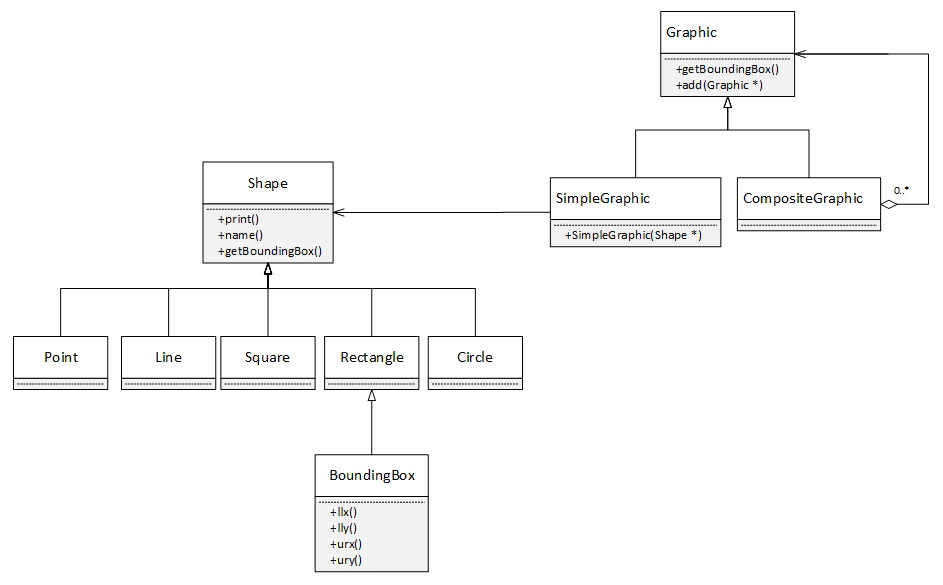 Graphic
+getBoundingBox()
+add(Graphic *)
Shape
+print()
+name()
+getBoundingBox()
SimpleGraphic
+SimpleGraphic(Shape *)
CompositeGraphic
0..*
Point
Line
Square
Rectangle
Circle
BoundingBox
+llx()
+lly()
+urx()
+ury()